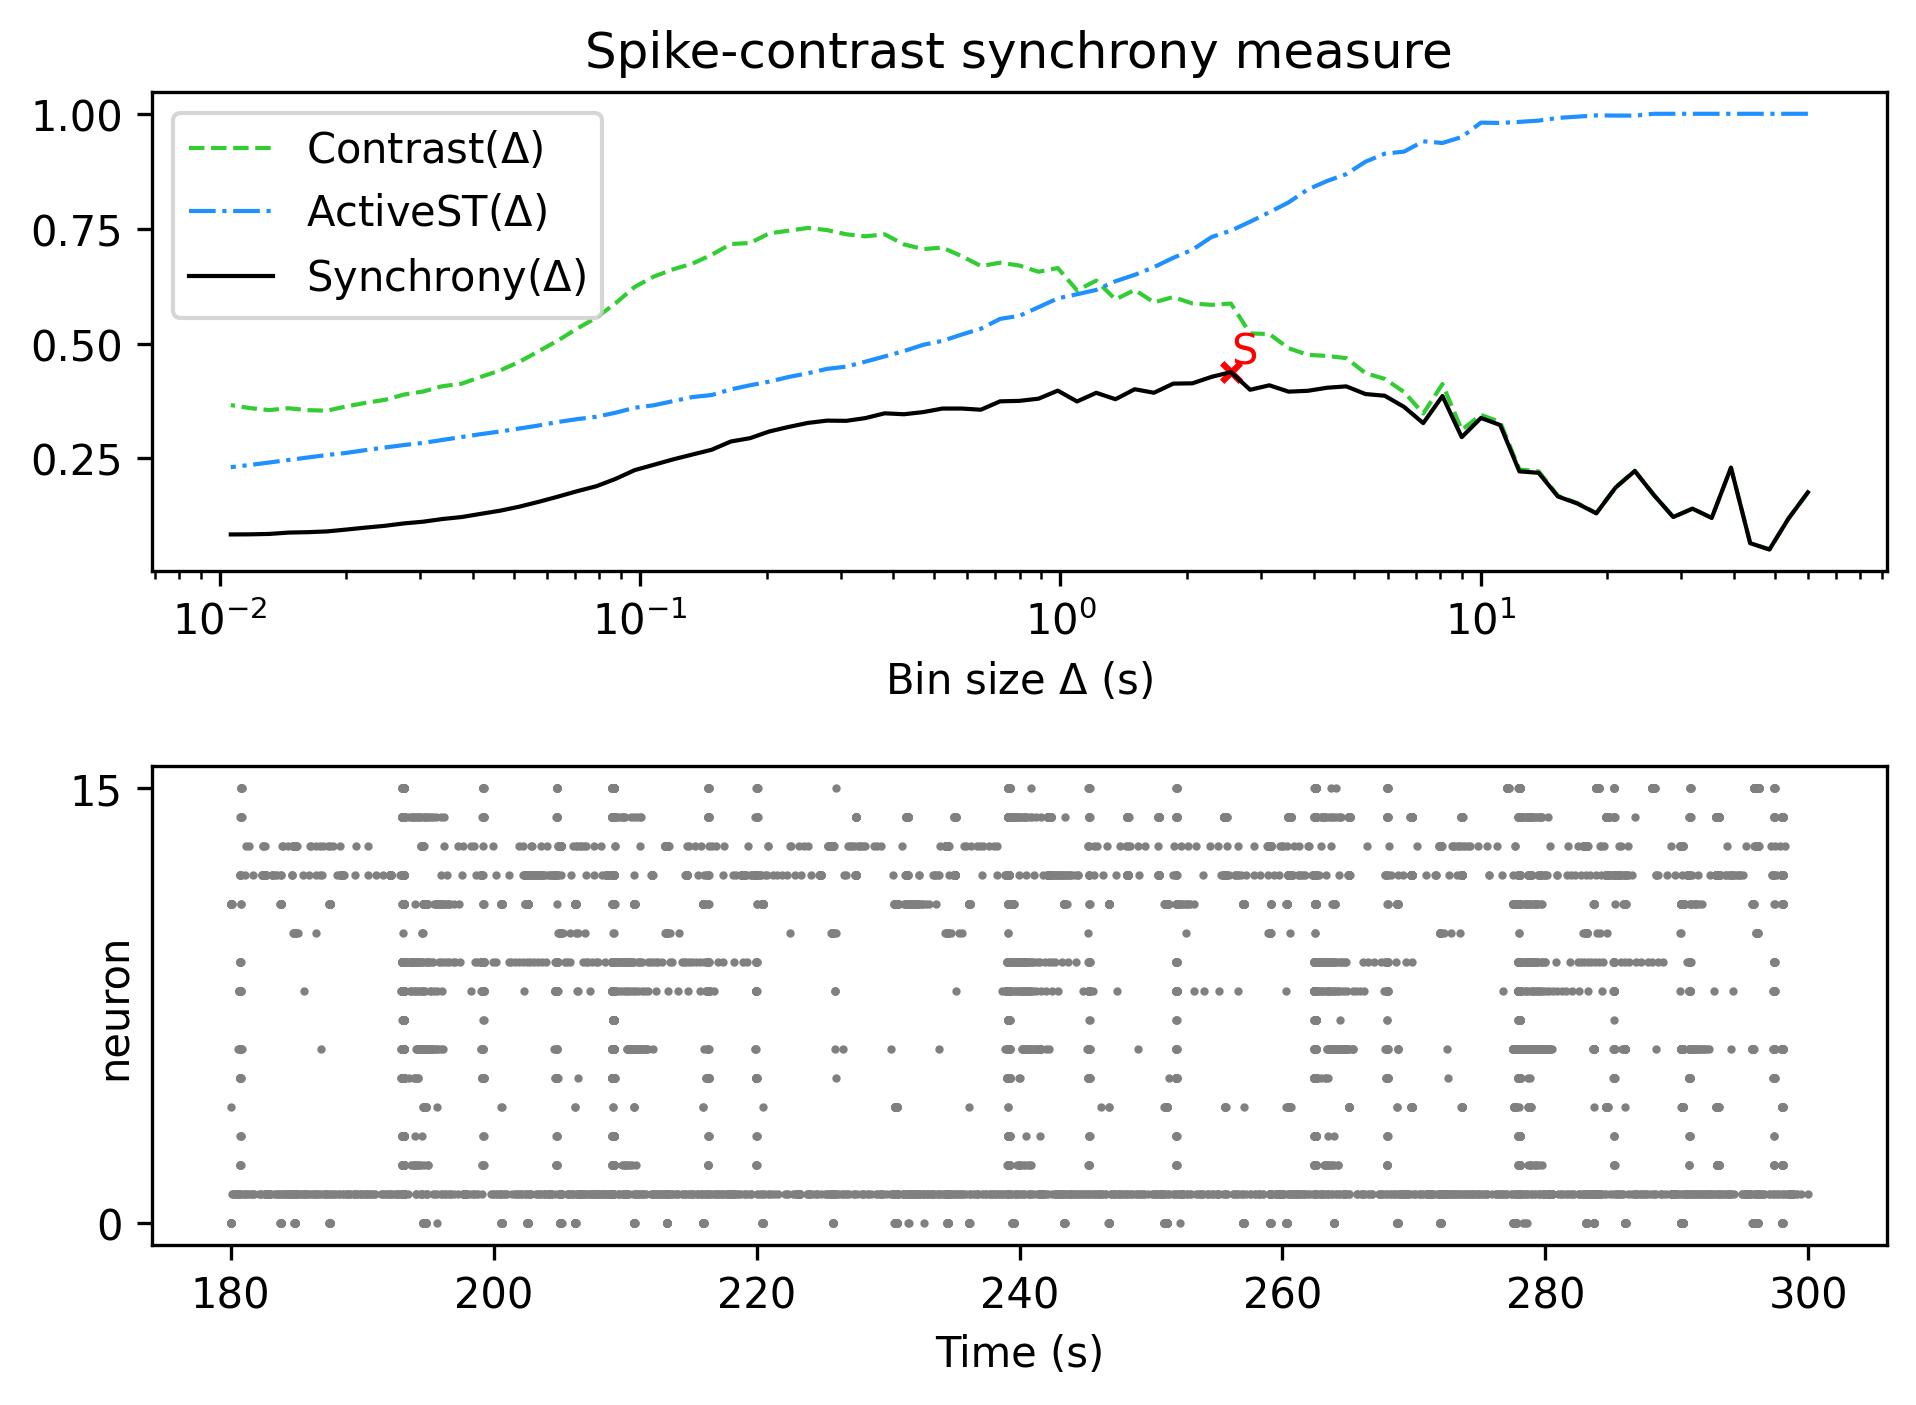 Spike-contrast synchrony measure
1.00
0.75
0.50
0.25
Contrast(Δ)
ActiveST(Δ)
Synchrony(Δ)
S
10⁻² 10⁻¹ 10⁰ 10¹
Bin size Δ (s)
15
0
neuron
180 200 220 240 260 280 300
Time (s)